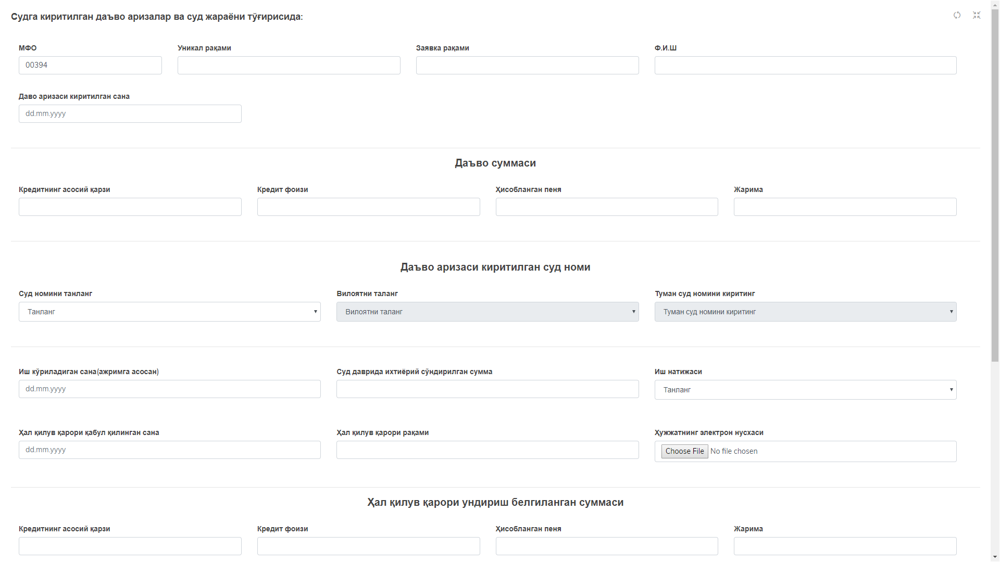 Судга киритилган даъво аризалар ва суд жараёни тўғирисида:
МФО Уникал рақами Заявка рақами Ф.И.Ш
00394
Даво аризаси киритилган сана
dd.mm.yyyy
Даъво суммаси
Кредитнинг асосий қарзи Кредит фоизи Ҳисобланган пеня Жарима
Даъво аризаси киритилган суд номи
Суд номини танланг Вилоятни таланг Туман суд номини киритинг
Танланг Вилоятни таланг Туман суд номини киритинг
Иш кўриладиган сана(ажримга асосан) Суд даврида ихтиёрий сўндирилган сумма Иш натижаси
dd.mm.yyyy Танланг
Ҳал қилув қарори қабул қилинган сана Ҳал қилув қарори рақами Ҳужжатнинг электрон нусхаси
dd.mm.yyyy Choose File No file chosen
Ҳал қилув қарори ундириш белгиланган суммаси
Кредитнинг асосий қарзи Кредит фоизи Ҳисобланган пеня Жарима